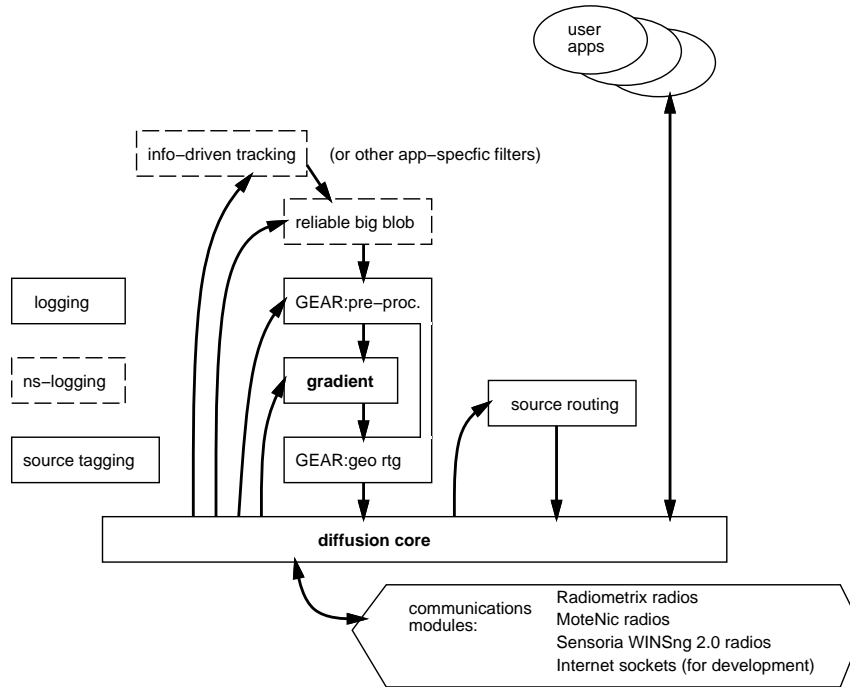 user
apps
info−driven tracking
(or other app−specfic filters)
reliable big blob
logging
GEAR:pre−proc.
ns−logging
gradient
source routing
source tagging
GEAR:geo rtg
diffusion core
communications
modules:
Radiometrix radios
MoteNic radios
Sensoria WINSng 2.0 radios
Internet sockets (for development)